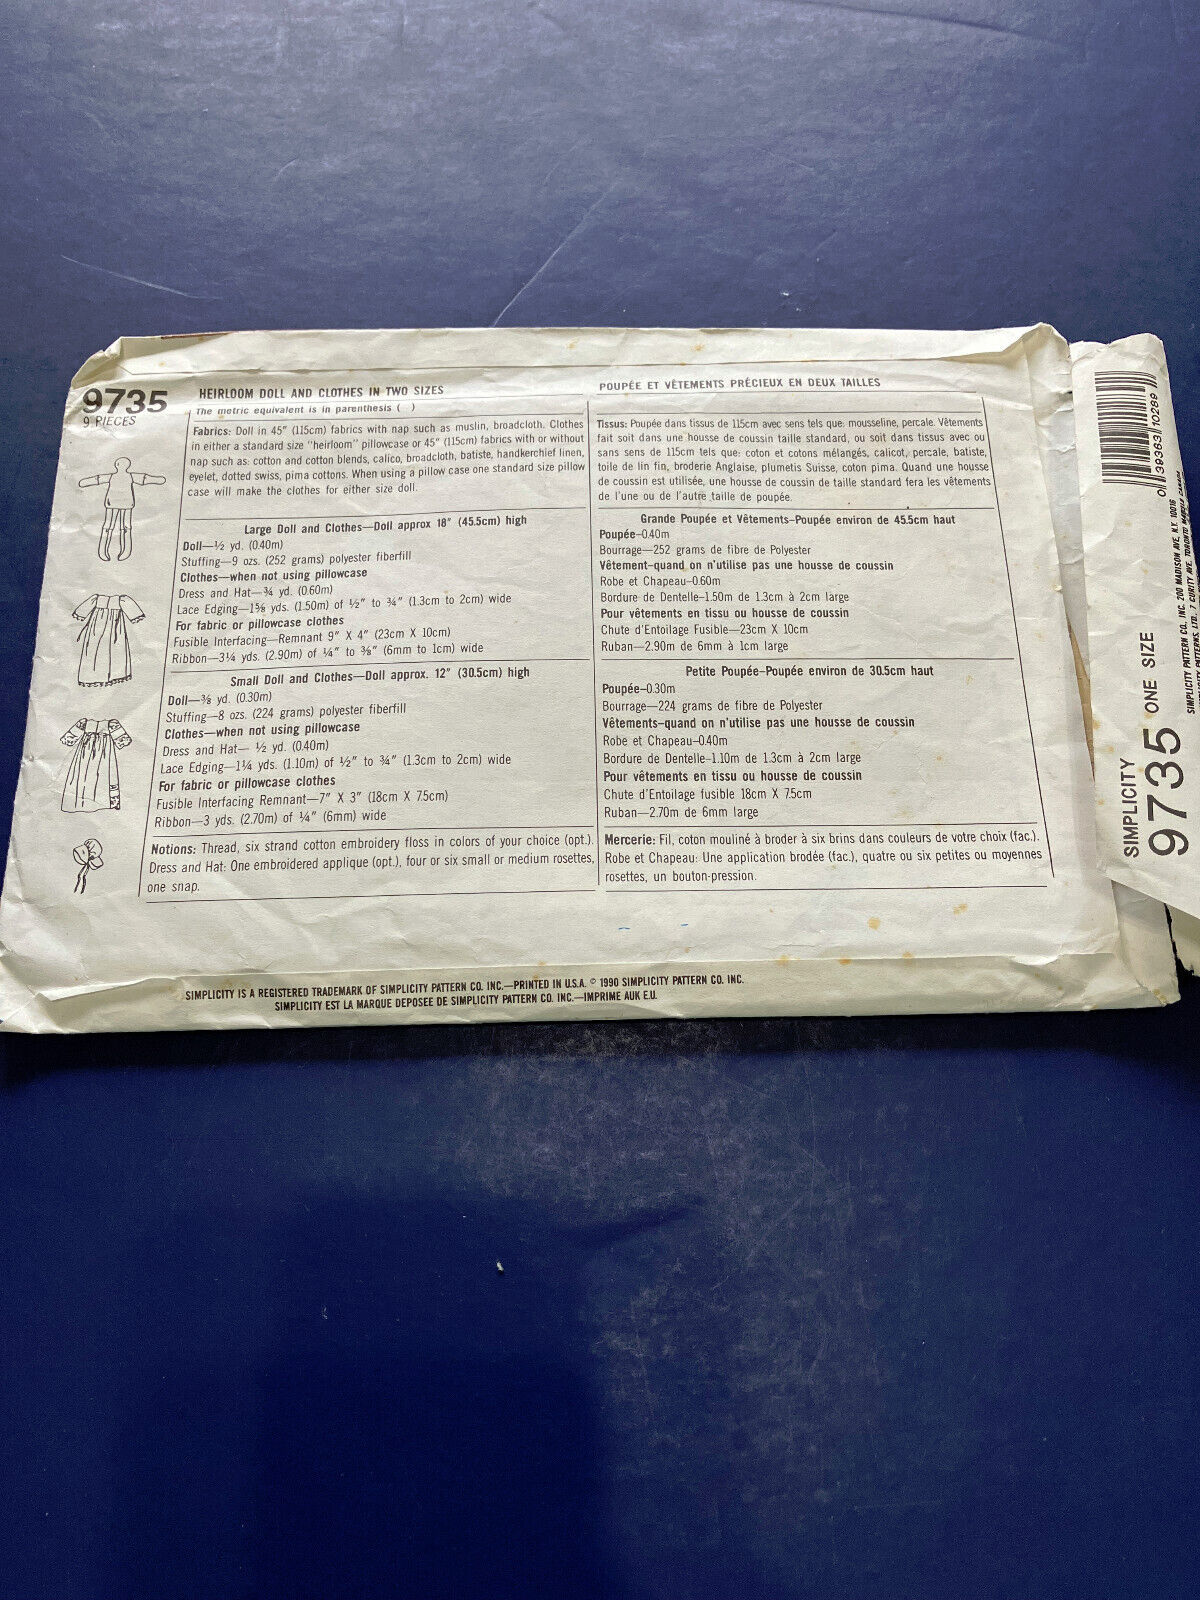 9735
9 PIECES
HEIRLOOM DOLL AND CLOTHES IN TWO SIZES
The metric equivalent is in parenthesis ( )
Fabrics: Doll in 45" (115cm) fabrics with nap such as muslin, broadcloth. Clothes
in either a standard size "heirloom" pillowcase or 45" (115cm) fabrics with or without
nap such as: cotton and cotton blends, calico, broadcloth, batiste, handkerchief linen,
eyelet, dotted swiss, pima cottons. When using a pillow case one standard size pillow
case will make the clothes for either size doll.
Large Doll and Clothes—Doll approx 18" (45.5cm) high
Doll—½ yd. (0.40m)
Stuffing—9 ozs. (252 grams) polyester fiberfill
Clothes—when not using pillowcase
Dress and Hat—¾ yd. (0.60m)
Lace Edging—1⅝ yds. (1.50m) of ½" to ¾" (1.3cm to 2cm) wide
For fabric or pillowcase clothes
Fusible Interfacing—Remnant 9" X 4" (23cm X 10cm)
Ribbon—3¼ yds. (2.90m) of ¼" to ⅜" (6mm to 1cm) wide
Small Doll and Clothes—Doll approx. 12" (30.5cm) high
Doll—⅜ yd. (0.30m)
Stuffing—8 ozs. (224 grams) polyester fiberfill
Clothes—when not using pillowcase
Dress and Hat— ½ yd. (0.40m)
Lace Edging—1¼ yds. (1.10m) of ½" to ¾" (1.3cm to 2cm) wide
For fabric or pillowcase clothes
Fusible Interfacing Remnant—7" X 3" (18cm X 7.5cm)
Ribbon—3 yds. (2.70m) of ¼" (6mm) wide
Notions: Thread, six strand cotton embroidery floss in colors of your choice (opt.).
Dress and Hat: One embroidered applique (opt.), four or six small or medium rosettes,
one snap.
POUPÉE ET VÊTEMENTS PRÉCIEUX EN DEUX TAILLES
Tissus: Poupée dans tissus de 115cm avec sens tels que: mousseline, percale. Vêtements
fait soit dans une housse de coussin taille standard, ou soit dans tissus avec ou
sans sens de 115cm tels que: coton et cotons mélangés, calicot, percale, batiste,
toile de lin fin, broderie Anglaise, plumetis Suisse, coton pima. Quand une housse
de coussin est utilisée, une housse de coussin de taille standard fera les vêtements
de l'une ou de l'autre taille de poupée.
Grande Poupée et Vêtements—Poupée environ de 45.5cm haut
Poupée—0.40m
Bourrage—252 grams de fibre de Polyester
Vêtement-quand on n'utilise pas une housse de coussin
Robe et Chapeau—0.60m
Bordure de Dentelle—1.50m de 1.3cm à 2cm large
Pour vêtements en tissu ou housse de coussin
Chute d'Entoilage Fusible—23cm X 10cm
Ruban—2.90m de 6mm à 1cm large
Petite Poupée—Poupée environ de 30.5cm haut
Poupée—0.30m
Bourrage—224 grams de fibre de Polyester
Vêtements-quand on n'utilise pas une housse de coussin
Robe et Chapeau—0.40m
Bordure de Dentelle—1.10m de 1.3cm à 2cm large
Pour vêtements en tissu ou housse de coussin
Chute d'Entoilage fusible 18cm X 7.5cm
Ruban—2.70m de 6mm large
Mercerie: Fil, coton mouliné à broder à six brins dans couleurs de votre choix (fac.).
Robe et Chapeau: Une application brodée (fac.), quatre ou six petites ou moyennes
rosettes, un bouton-pression.
SIMPLICITY IS A REGISTERED TRADEMARK OF SIMPLICITY PATTERN CO. INC.—PRINTED IN U.S.A. © 1990 SIMPLICITY PATTERN CO. INC.
SIMPLICITY EST LA MARQUE DEPOSEE DE SIMPLICITY PATTERN CO. INC.—IMPRIME AUK E.U.
0 39363 10289
SIMPLICITY
9735 ONE SIZE
SIMPLICITY PATTERN CO. INC. 200 MADISON AVE. N.Y. 10016
PATTERNS LTD., 7 CURITY AVE. TORONTO CANADA